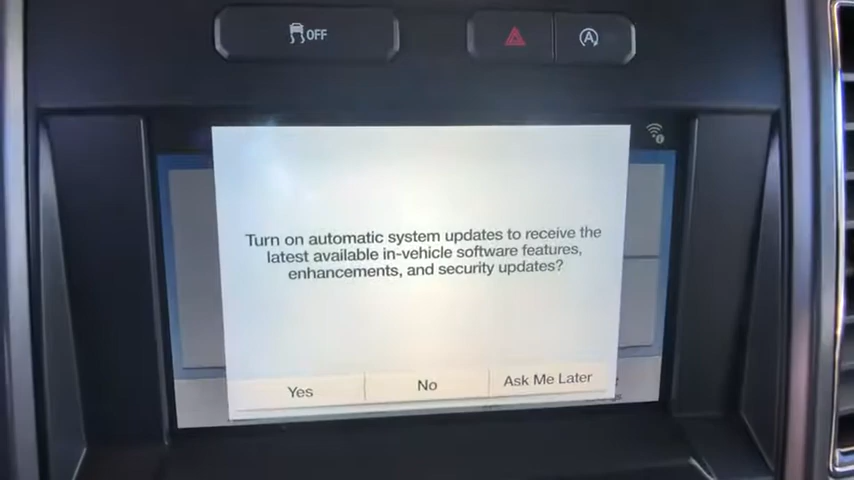 OFF
A
Turn on automatic system updates to receive the
latest available in-vehicle software features,
enhancements, and security updates?
Yes
No
Ask Me Later